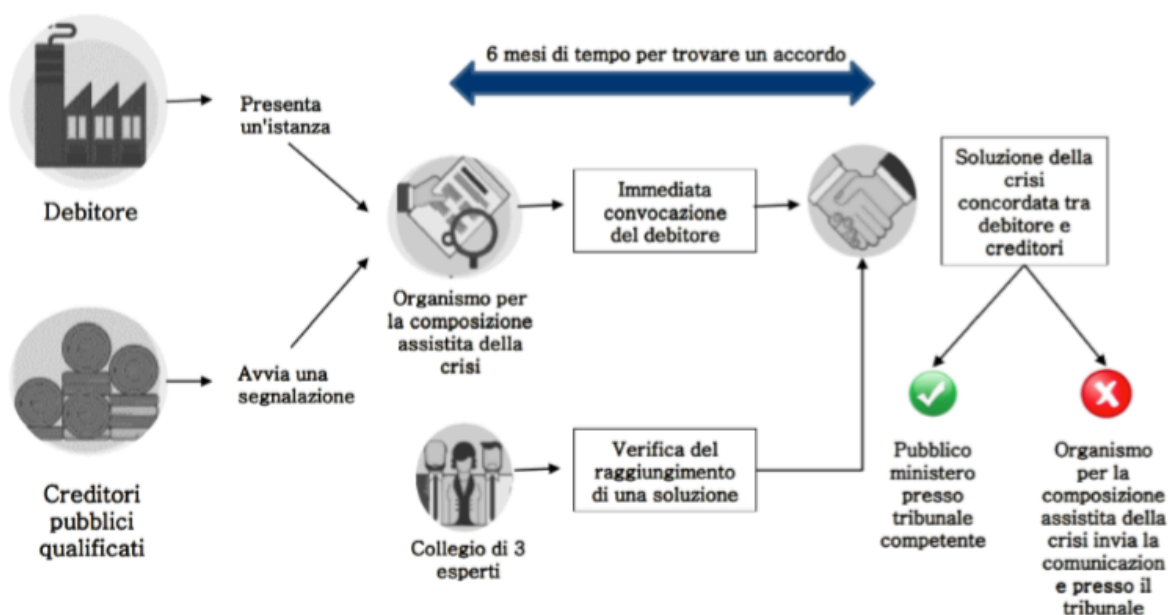 6 mesi di tempo per trovare un accordo
Presenta
un'istanza
Debitore
Immediata
convocazione
del debitore
Soluzione della
crisi
concordata tra
debitore e
creditori
Organismo per
la composizione
assistita della
crisi
Avvia una
segnalazione
Creditori
pubblici
qualificati
Verifica del
raggiungimento
di una soluzione
Collegio di 3
esperti
Pubblico
ministero
presso
tribunale
competente
Organismo
per la
composizione
assistita della
crisi invia la
comunicazion
e presso il
tribunale